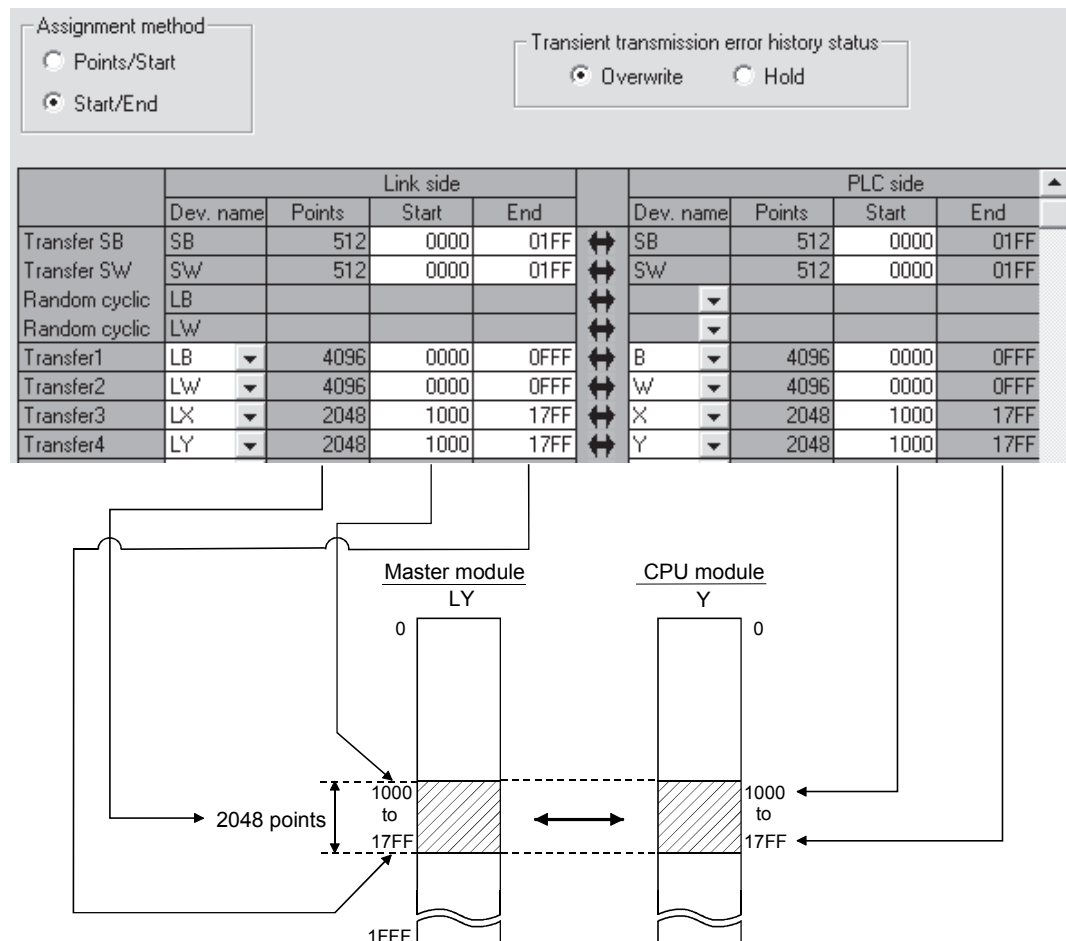 Assignment method
Points/Start
Start/End
Transient transmission error history status
Overwrite Hold
Link side PLC side
Dev. name Points Start End Dev. name Points Start End
Transfer SB SB 512 0000 01FF SB 512 0000 01FF
Transfer SW SW 512 0000 01FF SW 512 0000 01FF
Random cyclic LB
Random cyclic LW
Transfer1 LB 4096 0000 0FFF B 4096 0000 0FFF
Transfer2 LW 4096 0000 0FFF W 4096 0000 0FFF
Transfer3 LX 2048 1000 17FF X 2048 1000 17FF
Transfer4 LY 2048 1000 17FF Y 2048 1000 17FF
Master module CPU module
LY Y
0 0
1000 1000
2048 points to to
17FF 17FF
1FFF